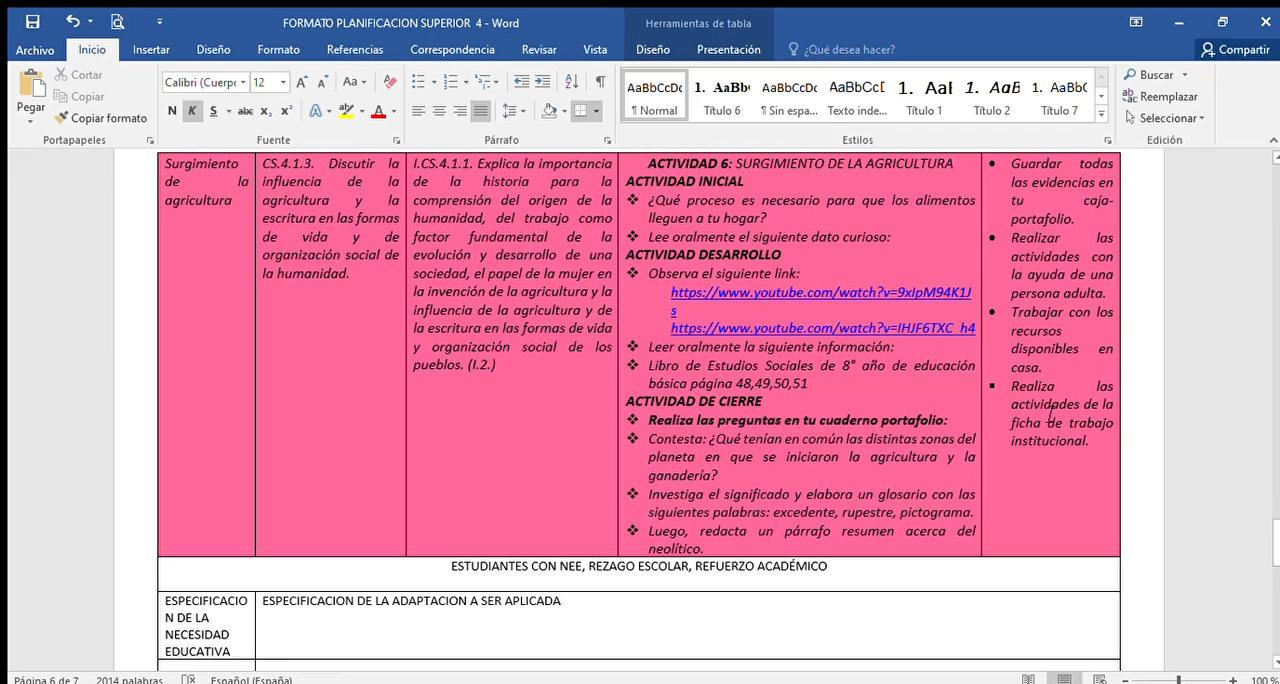 FORMATO PLANIFICACION SUPERIOR 4 - Word
Herramientas de tabla
Archivo Inicio Insertar Diseño Formato Referencias Correspondencia Revisar Vista Diseño Presentación ¿Qué desea hacer? Compartir
Pegar
Cortar
Copiar
Copiar formato
Portapapeles
Calibri (Cuerpo 12
N K S abc x₂ x²
Fuente
Párrafo
AaBbCcDc
¶ Normal
1. AaBb
Título 6
AaBbCcDc
¶ Sin espa...
AaBbCcD
Texto inde...
1. Aa
Título 1
1. AaB
Título 2
1. AaBbC
Título 7
Estilos
Buscar
Reemplazar
Seleccionar
Edición
Surgimiento
de la
agricultura
CS.4.1.3. Discutir la
influencia de la
agricultura y la
escritura en las formas
de vida y de
organización social de
la humanidad.
I.CS.4.1.1. Explica la importancia
de la historia para la
comprensión del origen de la
humanidad, del trabajo como
factor fundamental de la
evolución y desarrollo de una
sociedad, el papel de la mujer en
la invención de la agricultura y la
influencia de la agricultura y de
la escritura en las formas de vida
y organización social de los
pueblos. (I.2.)
ACTIVIDAD 6: SURGIMIENTO DE LA AGRICULTURA
ACTIVIDAD INICIAL
❖ ¿Qué proceso es necesario para que los alimentos
lleguen a tu hogar?
❖ Lee oralmente el siguiente dato curioso:
ACTIVIDAD DESARROLLO
❖ Observa el siguiente link:
https://www.youtube.com/watch?v=9xIpM94K1J
s
https://www.youtube.com/watch?v=IHJF6TXC_h4
❖ Leer oralmente la siguiente información:
❖ Libro de Estudios Sociales de 8° año de educación
básica página 48,49,50,51
ACTIVIDAD DE CIERRE
❖ Realiza las preguntas en tu cuaderno portafolio:
❖ Contesta: ¿Qué tenían en común las distintas zonas del
planeta en que se iniciaron la agricultura y la
ganadería?
❖ Investiga el significado y elabora un glosario con las
siguientes palabras: excedente, rupestre, pictograma.
❖ Luego, redacta un párrafo resumen acerca del
neolítico.
• Guardar todas
las evidencias en
tu caja-
portafolio.
• Realizar las
actividades con
la ayuda de una
persona adulta.
• Trabajar con los
recursos
disponibles en
casa.
▪ Realiza las
actividades de la
ficha de trabajo
institucional.
ESTUDIANTES CON NEE, REZAGO ESCOLAR, REFUERZO ACADÉMICO
ESPECIFICACIO
N DE LA
NECESIDAD
EDUCATIVA
ESPECIFICACION DE LA ADAPTACION A SER APLICADA
Página 6 de 7 2014 palabras Español (España) 100 %